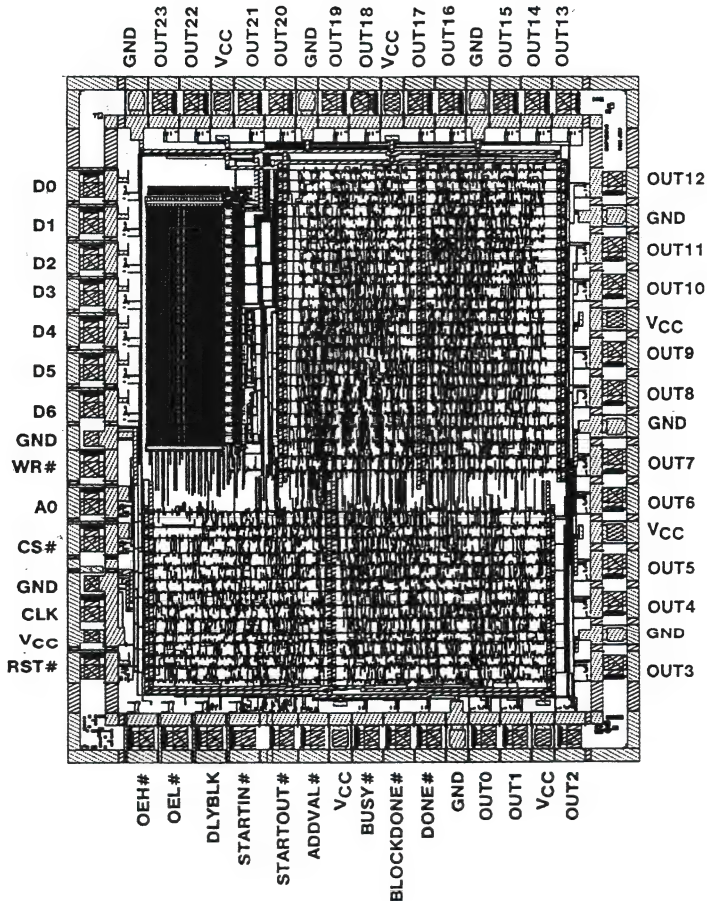 GND
OUT23
OUT22
VCC
OUT21
OUT20
GND
OUT19
OUT18
VCC
OUT17
OUT16
GND
OUT15
OUT14
OUT13
D0
D1
D2
D3
D4
D5
D6
GND
WR#
A0
CS#
GND
CLK
VCC
RST#
OUT12
GND
OUT11
OUT10
VCC
OUT9
OUT8
GND
OUT7
OUT6
VCC
OUT5
OUT4
GND
OUT3
OEH#
OEL#
DLYBLK
STARTIN#
STARTOUT#
ADDVAL#
VCC
BUSY#
BLOCKDONE#
DONE#
GND
OUT0
OUT1
VCC
OUT2